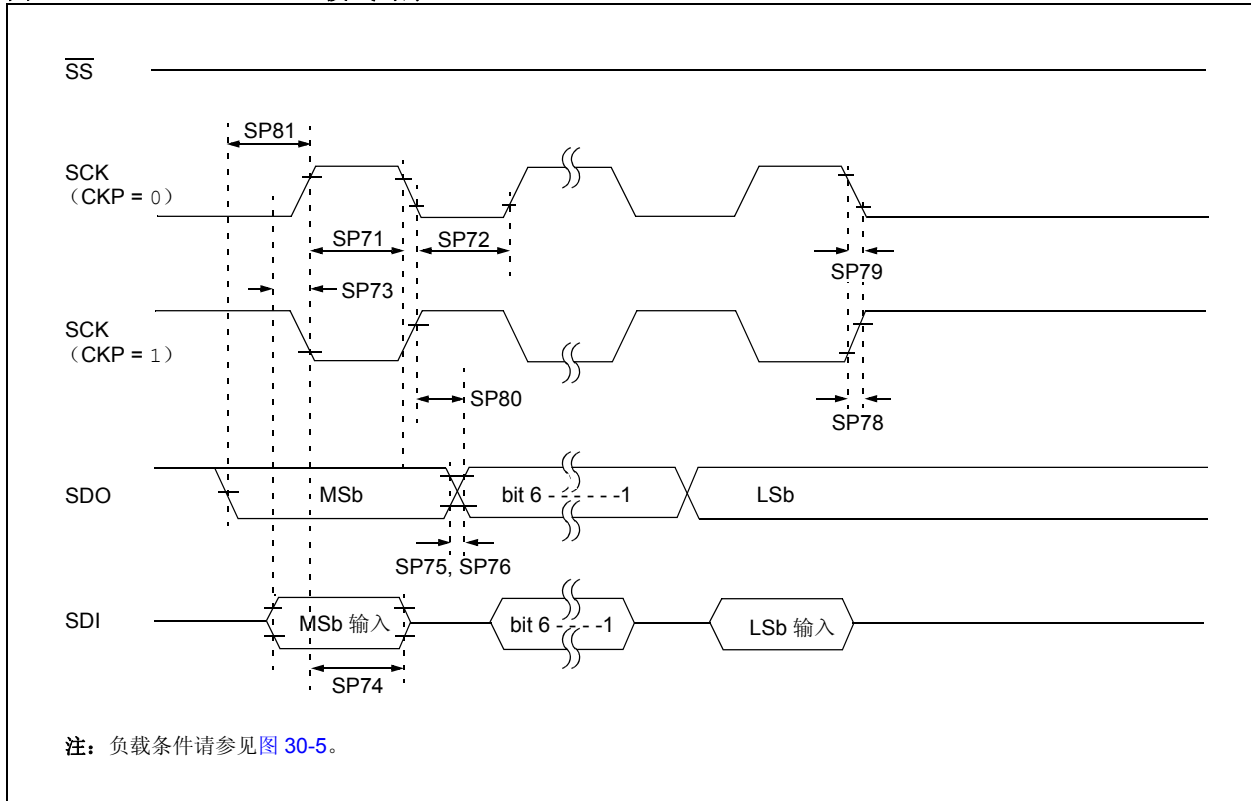 SS
SP81
SCK
（CKP = 0）
SP71
SP72
SP79
SP73
SCK
（CKP = 1）
SP80
SP78
SDO
MSb
bit 6 - - - - - -1
LSb
SP75, SP76
SDI
MSb 输入
bit 6 - - - -1
LSb 输入
SP74
注：负载条件请参见图 30-5。